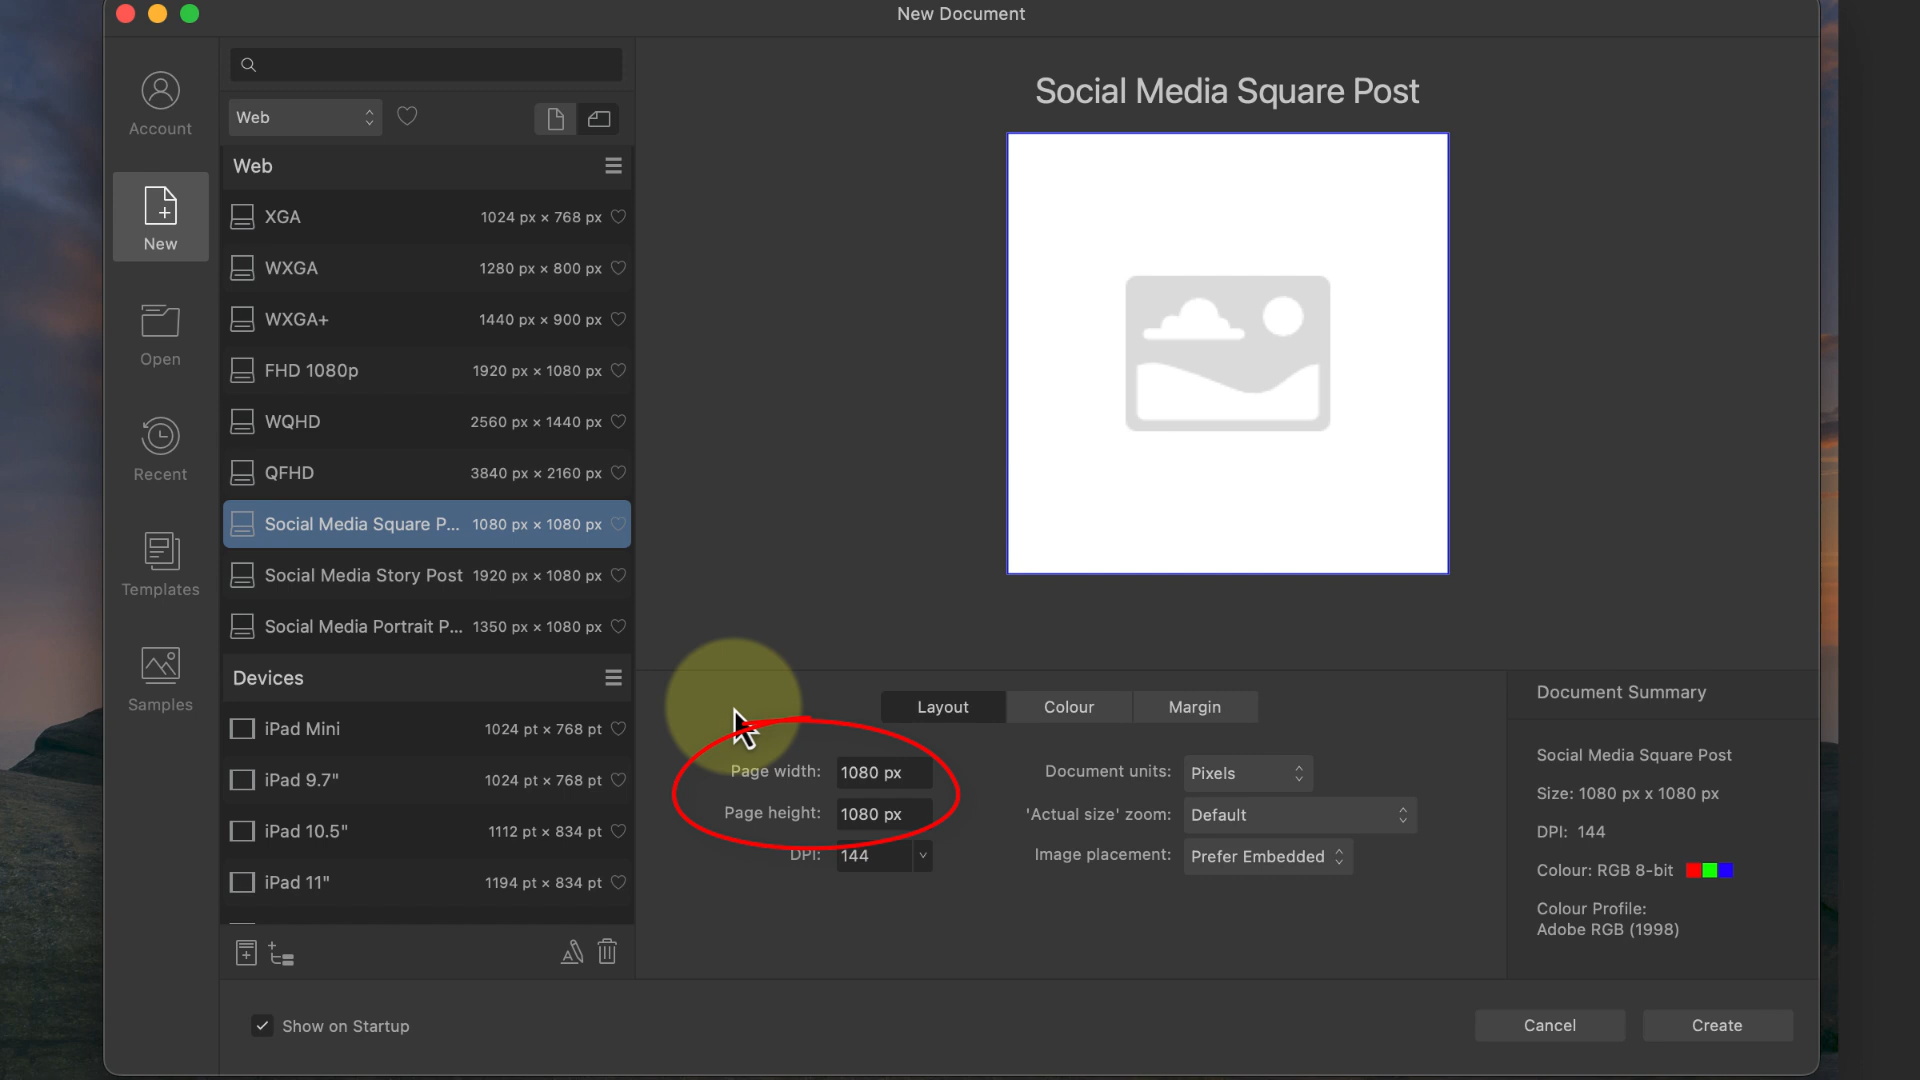 New Document
Account
New
Open
Recent
Templates
Samples
Web
Web
XGA 1024 px × 768 px
WXGA 1280 px × 800 px
WXGA+ 1440 px × 900 px
FHD 1080p 1920 px × 1080 px
WQHD 2560 px × 1440 px
QFHD 3840 px × 2160 px
Social Media Square P... 1080 px × 1080 px
Social Media Story Post 1920 px × 1080 px
Social Media Portrait P... 1350 px × 1080 px
Devices
iPad Mini 1024 pt × 768 pt
iPad 9.7" 1024 pt × 768 pt
iPad 10.5" 1112 pt × 834 pt
iPad 11" 1194 pt × 834 pt
Show on Startup
Social Media Square Post
Layout Colour Margin
Page width: 1080 px
Page height: 1080 px
DPI: 144
Document units: Pixels
'Actual size' zoom: Default
Image placement: Prefer Embedded
Document Summary
Social Media Square Post
Size: 1080 px x 1080 px
DPI: 144
Colour: RGB 8-bit
Colour Profile:
Adobe RGB (1998)
Cancel Create